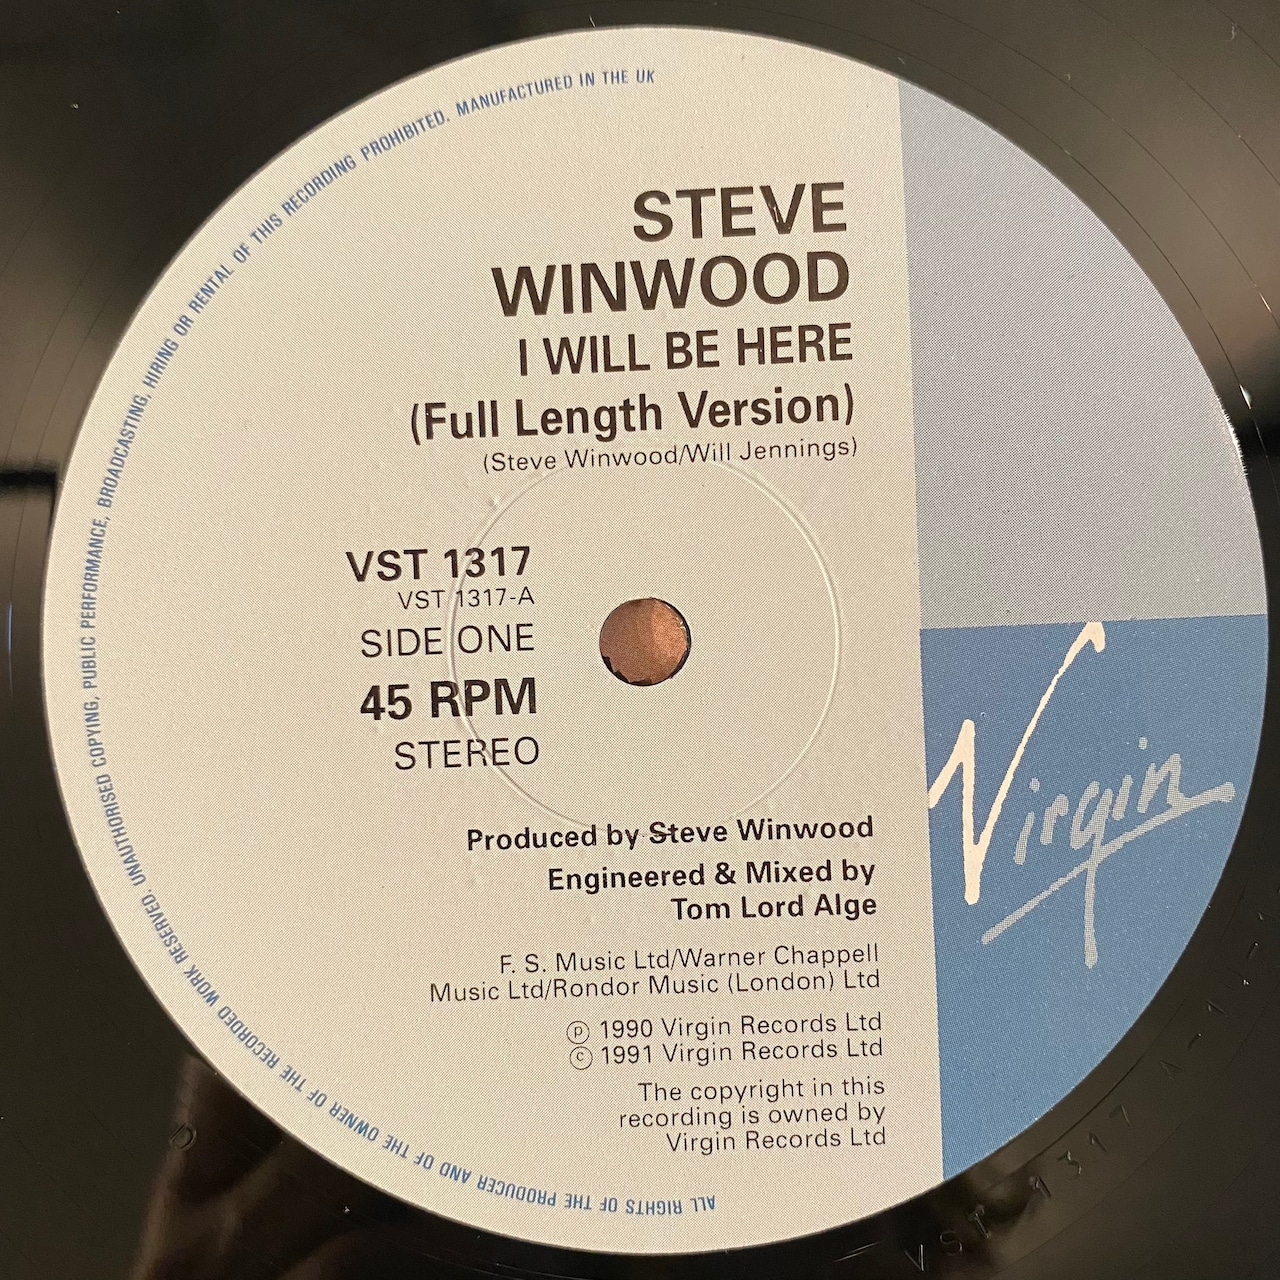 STEVE
WINWOOD
I WILL BE HERE
(Full Length Version)
(Steve Winwood/Will Jennings)
VST 1317
VST 1317-A
SIDE ONE
45 RPM
STEREO
Produced by Steve Winwood
Engineered & Mixed by
Tom Lord Alge
F. S. Music Ltd/Warner Chappell
Music Ltd/Rondor Music (London) Ltd
℗ 1990 Virgin Records Ltd
© 1991 Virgin Records Ltd
The copyright in this
recording is owned by
Virgin Records Ltd
Virgin
ALL RIGHTS OF THE PRODUCER AND OF THE OWNER OF THE RECORDED WORK RESERVED. UNAUTHORISED COPYING, PUBLIC PERFORMANCE, BROADCASTING, HIRING OR RENTAL OF THIS RECORDING PROHIBITED. MANUFACTURED IN THE UK
VST 1317 A-